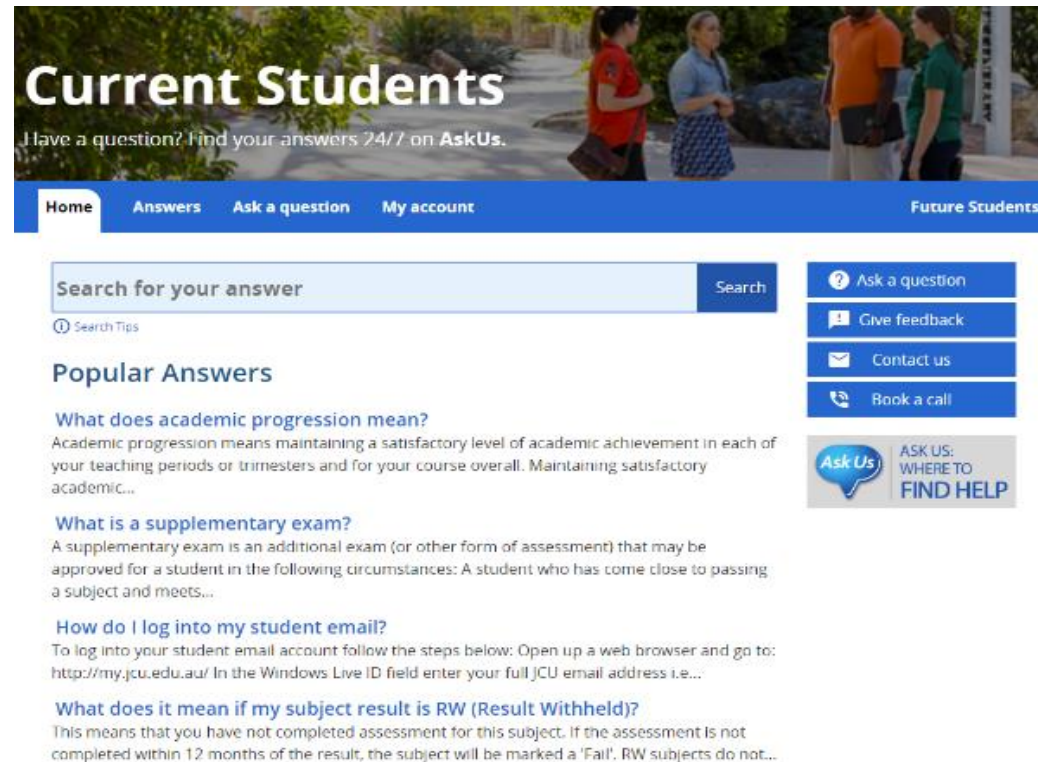 Current Students
Have a question? Find your answers 24/7 on AskUs.
Home Answers Ask a question My account Future Students
Search for your answer Search
Search Tips
Popular Answers
What does academic progression mean?
Academic progression means maintaining a satisfactory level of academic achievement in each of
your teaching periods or trimesters and for your course overall. Maintaining satisfactory
academic...
What is a supplementary exam?
A supplementary exam is an additional exam (or other form of assessment) that may be
approved for a student in the following circumstances: A student who has come close to passing
a subject and meets...
How do I log into my student email?
To log into your student email account follow the steps below: Open up a web browser and go to:
http://my.jcu.edu.au/ In the Windows Live ID field enter your full JCU email address i.e...
What does it mean if my subject result is RW (Result Withheld)?
This means that you have not completed assessment for this subject. If the assessment is not
completed within 12 months of the result, the subject will be marked a 'Fail'. RW subjects do not...
Ask a question
Give feedback
Contact us
Book a call
Ask Us
ASK US:
WHERE TO
FIND HELP